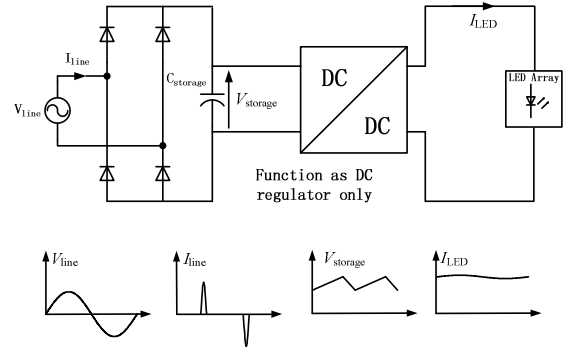 I_LED
I_line
C_storage
DC
LED Array
V_storage
V_line
DC
Function as DC
regulator only
V_line
I_line
V_storage
I_LED